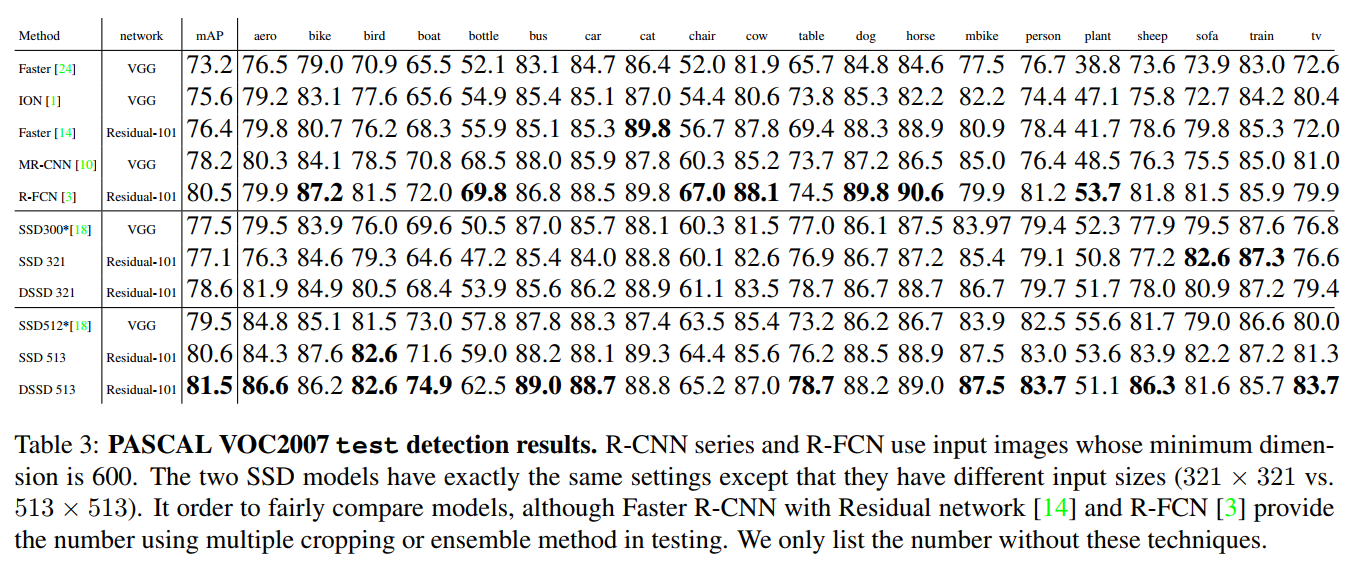 Method network mAP aero bike bird boat bottle bus car cat chair cow table dog horse mbike person plant sheep sofa train tv
Faster [24] VGG 73.2 76.5 79.0 70.9 65.5 52.1 83.1 84.7 86.4 52.0 81.9 65.7 84.8 84.6 77.5 76.7 38.8 73.6 73.9 83.0 72.6
ION [1] VGG 75.6 79.2 83.1 77.6 65.6 54.9 85.4 85.1 87.0 54.4 80.6 73.8 85.3 82.2 82.2 74.4 47.1 75.8 72.7 84.2 80.4
Faster [14] Residual-101 76.4 79.8 80.7 76.2 68.3 55.9 85.1 85.3 89.8 56.7 87.8 69.4 88.3 88.9 80.9 78.4 41.7 78.6 79.8 85.3 72.0
MR-CNN [10] VGG 78.2 80.3 84.1 78.5 70.8 68.5 88.0 85.9 87.8 60.3 85.2 73.7 87.2 86.5 85.0 76.4 48.5 76.3 75.5 85.0 81.0
R-FCN [3] Residual-101 80.5 79.9 87.2 81.5 72.0 69.8 86.8 88.5 89.8 67.0 88.1 74.5 89.8 90.6 79.9 81.2 53.7 81.8 81.5 85.9 79.9
SSD300*[18] VGG 77.5 79.5 83.9 76.0 69.6 50.5 87.0 85.7 88.1 60.3 81.5 77.0 86.1 87.5 83.97 79.4 52.3 77.9 79.5 87.6 76.8
SSD 321 Residual-101 77.1 76.3 84.6 79.3 64.6 47.2 85.4 84.0 88.8 60.1 82.6 76.9 86.7 87.2 85.4 79.1 50.8 77.2 82.6 87.3 76.6
DSSD 321 Residual-101 78.6 81.9 84.9 80.5 68.4 53.9 85.6 86.2 88.9 61.1 83.5 78.7 86.7 88.7 86.7 79.7 51.7 78.0 80.9 87.2 79.4
SSD512*[18] VGG 79.5 84.8 85.1 81.5 73.0 57.8 87.8 88.3 87.4 63.5 85.4 73.2 86.2 86.7 83.9 82.5 55.6 81.7 79.0 86.6 80.0
SSD 513 Residual-101 80.6 84.3 87.6 82.6 71.6 59.0 88.2 88.1 89.3 64.4 85.6 76.2 88.5 88.9 87.5 83.0 53.6 83.9 82.2 87.2 81.3
DSSD 513 Residual-101 81.5 86.6 86.2 82.6 74.9 62.5 89.0 88.7 88.8 65.2 87.0 78.7 88.2 89.0 87.5 83.7 51.1 86.3 81.6 85.7 83.7
Table 3: PASCAL VOC2007 test detection results. R-CNN series and R-FCN use input images whose minimum dimen-
sion is 600. The two SSD models have exactly the same settings except that they have different input sizes (321 × 321 vs.
513 × 513). It order to fairly compare models, although Faster R-CNN with Residual network [14] and R-FCN [3] provide
the number using multiple cropping or ensemble method in testing. We only list the number without these techniques.